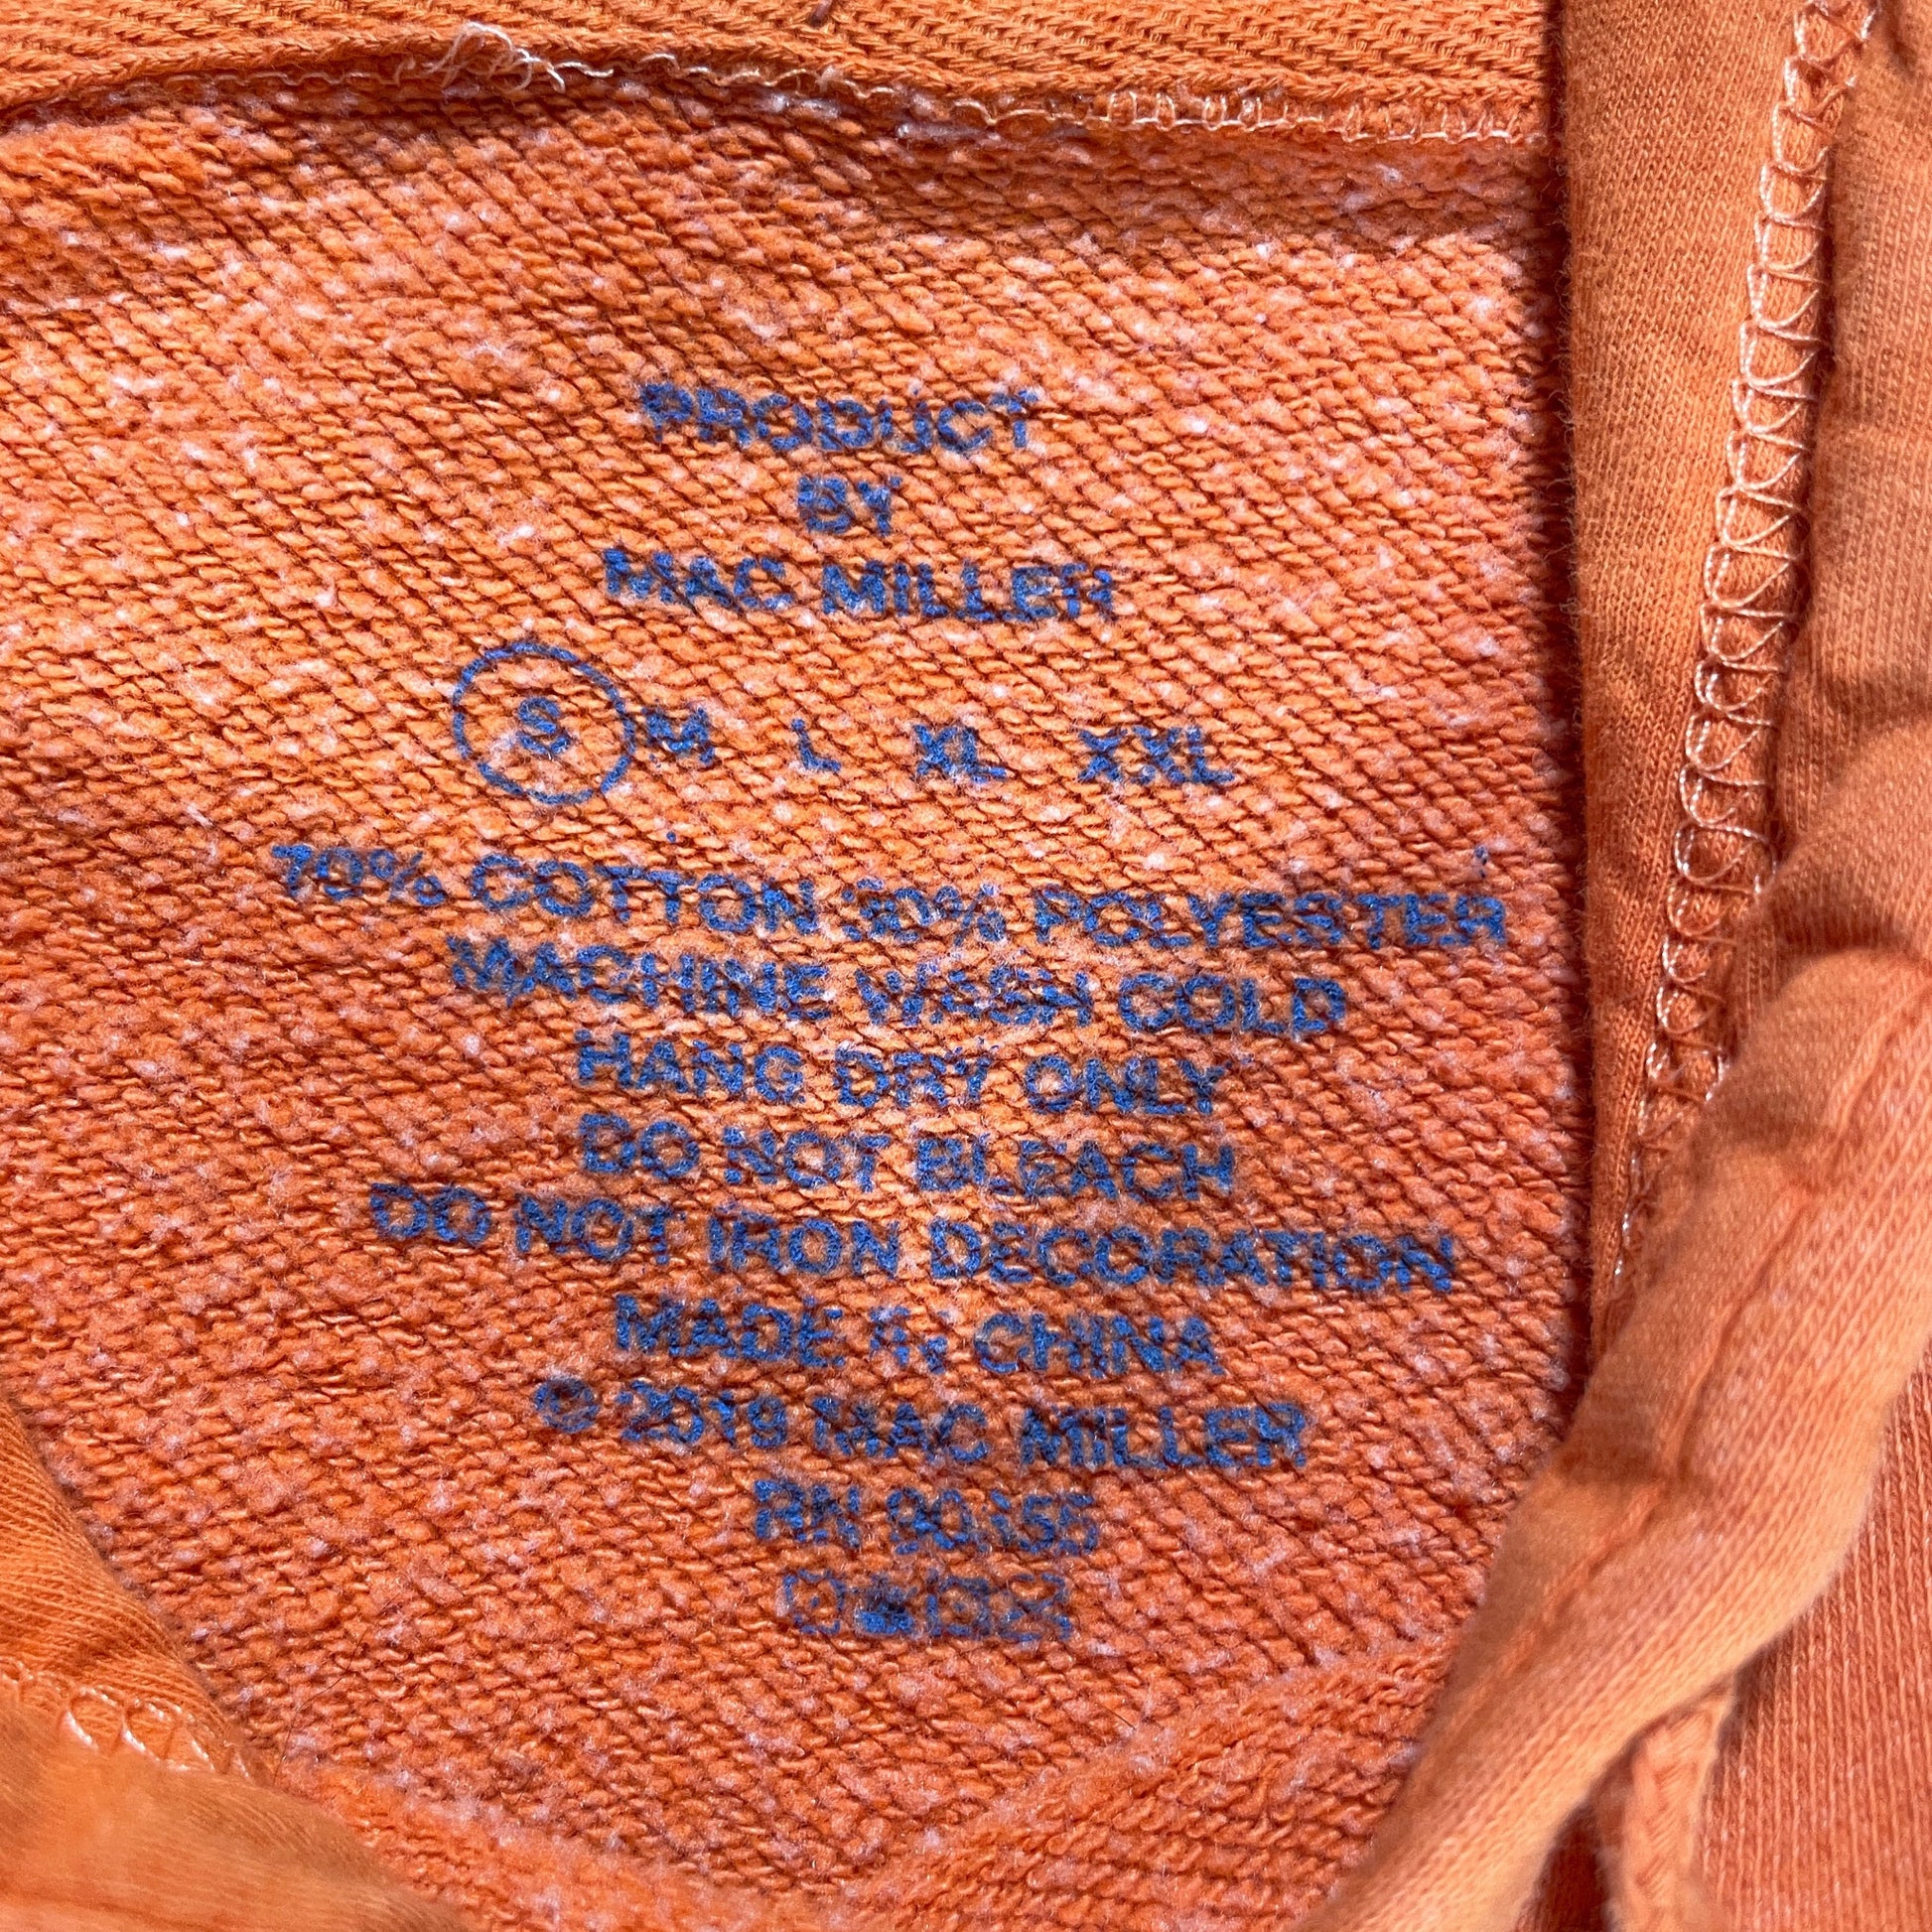 PRODUCT
BY
MAC MILLER
S M L XL XXL
70% COTTON 30% POLYESTER
MACHINE WASH COLD
HANG DRY ONLY
DO NOT BLEACH
DO NOT IRON DECORATION
MADE IN CHINA
© 2019 MAC MILLER
RN